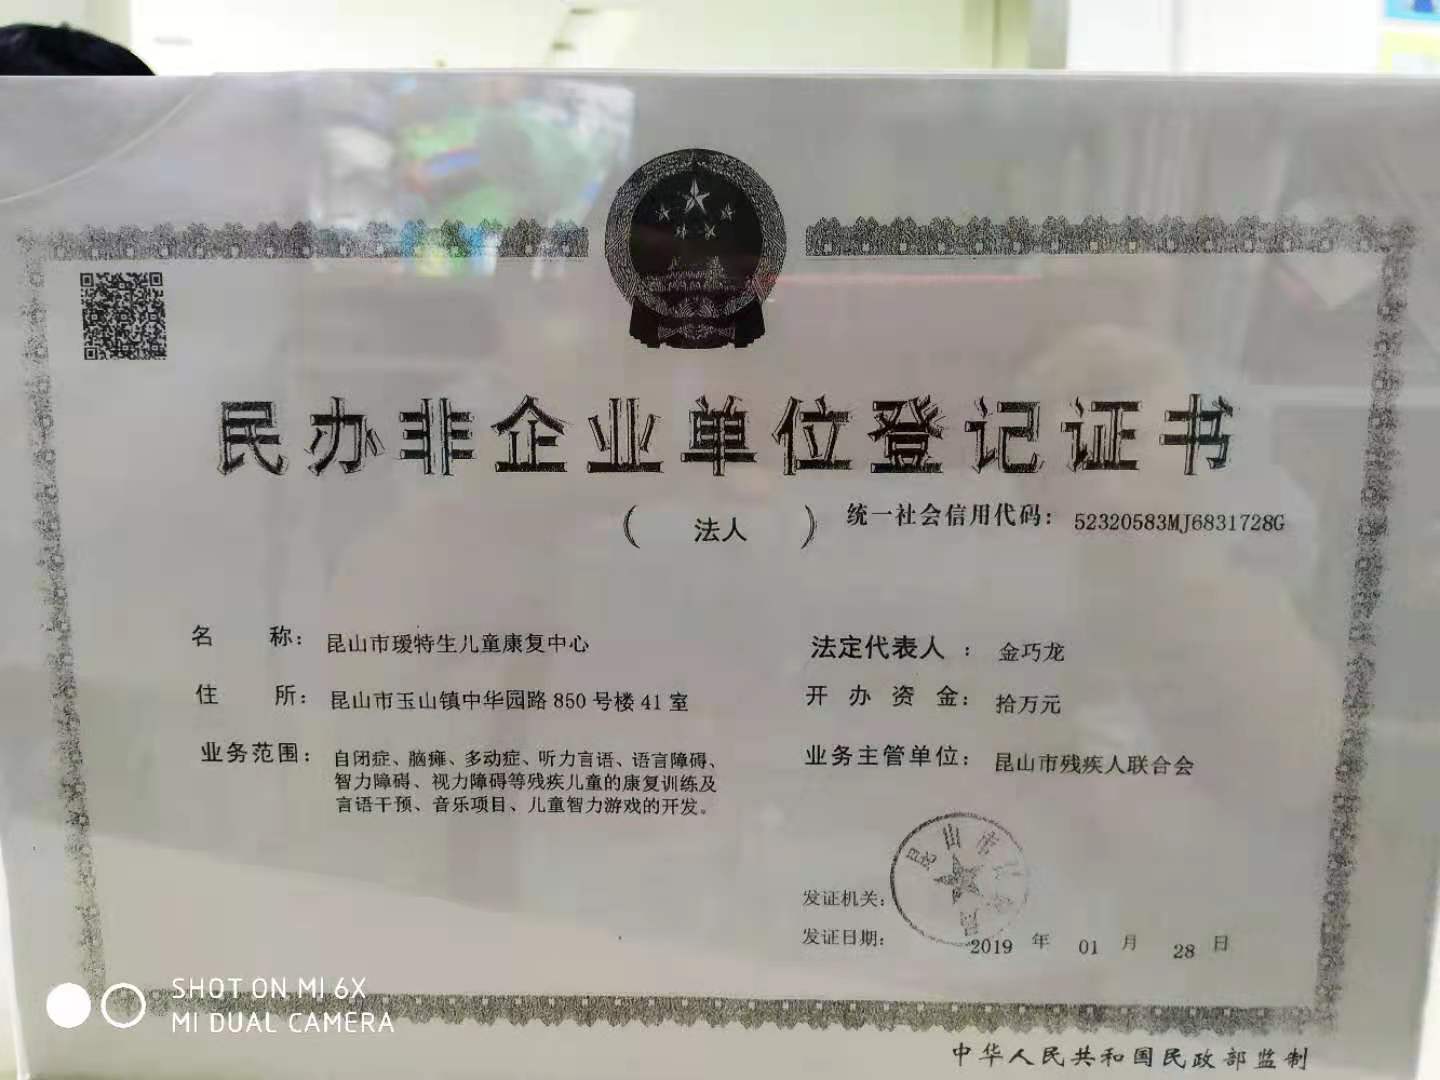 民办非企业单位登记证书
（ 法人 ） 统一社会信用代码： 52320583MJ6831728G
名 称： 昆山市瑷特生儿童康复中心
住 所： 昆山市玉山镇中华园路850号楼41室
业务范围： 自闭症、脑瘫、多动症、听力言语、语言障碍、
智力障碍、视力障碍等残疾儿童的康复训练及
言语干预、音乐项目、儿童智力游戏的开发。
法定代表人 ： 金巧龙
开办资金： 拾万元
业务主管单位： 昆山市残疾人联合会
昆山市
发证机关：
发证日期： 2019 年 01 月 28 日
中华人民共和国民政部监制
SHOT ON MI 6X
MI DUAL CAMERA